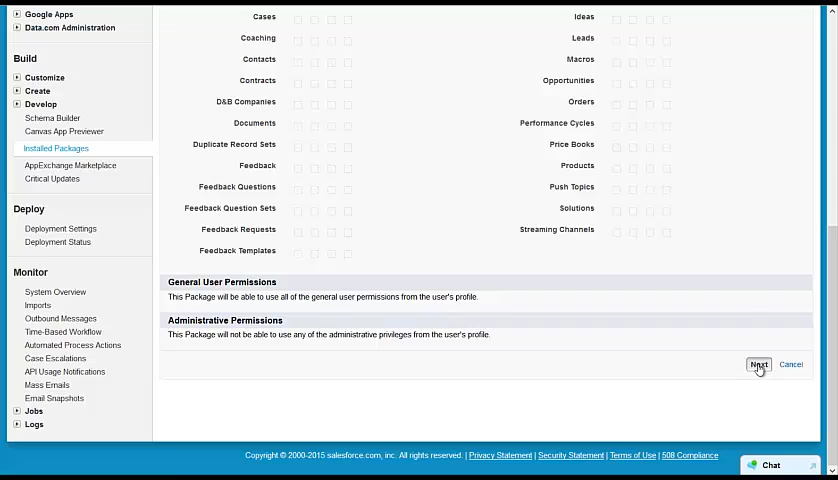 Google Apps
Data.com Administration
Build
Customize
Create
Develop
Schema Builder
Canvas App Previewer
Installed Packages
AppExchange Marketplace
Critical Updates
Deploy
Deployment Settings
Deployment Status
Monitor
System Overview
Imports
Outbound Messages
Time-Based Workflow
Automated Process Actions
Case Escalations
API Usage Notifications
Mass Emails
Email Snapshots
Jobs
Logs
Cases Ideas
Coaching Leads
Contacts Macros
Contracts Opportunities
D&B Companies Orders
Documents Performance Cycles
Duplicate Record Sets Price Books
Feedback Products
Feedback Questions Push Topics
Feedback Question Sets Solutions
Feedback Requests Streaming Channels
Feedback Templates
General User Permissions
This Package will be able to use all of the general user permissions from the user's profile.
Administrative Permissions
This Package will not be able to use any of the administrative privileges from the user's profile.
Next Cancel
Copyright © 2000-2015 salesforce.com, inc. All rights reserved. | Privacy Statement | Security Statement | Terms of Use | 508 Compliance
Chat